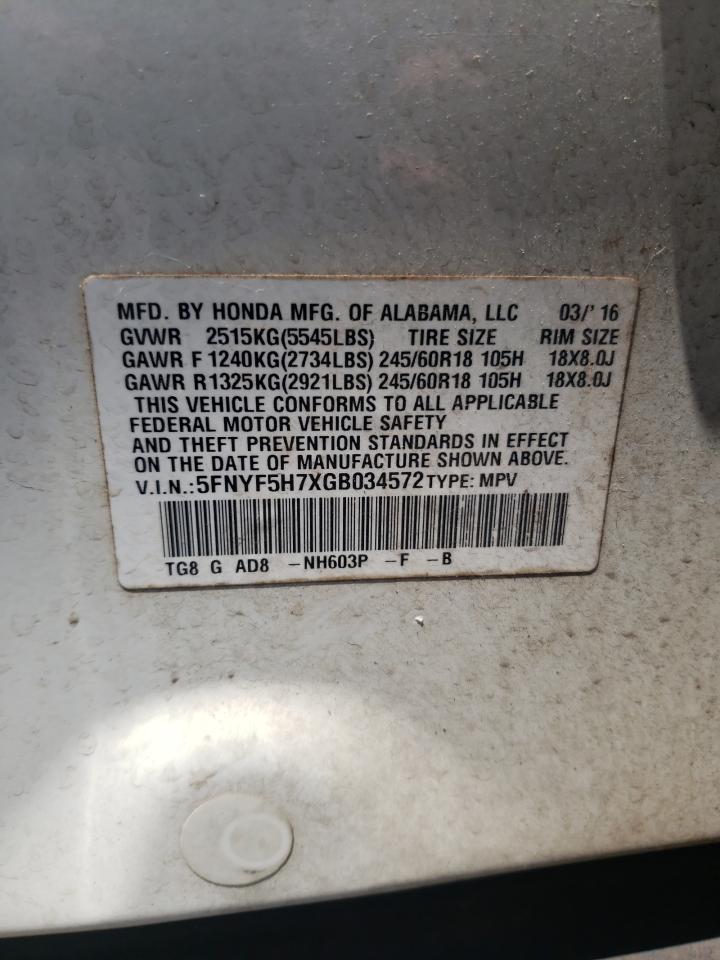 MFD. BY HONDA MFG. OF ALABAMA, LLC 03/' 16
GVWR 2515KG(5545LBS) TIRE SIZE RIM SIZE
GAWR F 1240KG(2734LBS) 245/60R18 105H 18X8.0J
GAWR R1325KG(2921LBS) 245/60R18 105H 18X8.0J
THIS VEHICLE CONFORMS TO ALL APPLICABLE
FEDERAL MOTOR VEHICLE SAFETY
AND THEFT PREVENTION STANDARDS IN EFFECT
ON THE DATE OF MANUFACTURE SHOWN ABOVE.
V.I.N.: 5FNYF5H7XGB034572 TYPE: MPV
TG8 G AD8 -NH603P -F -B